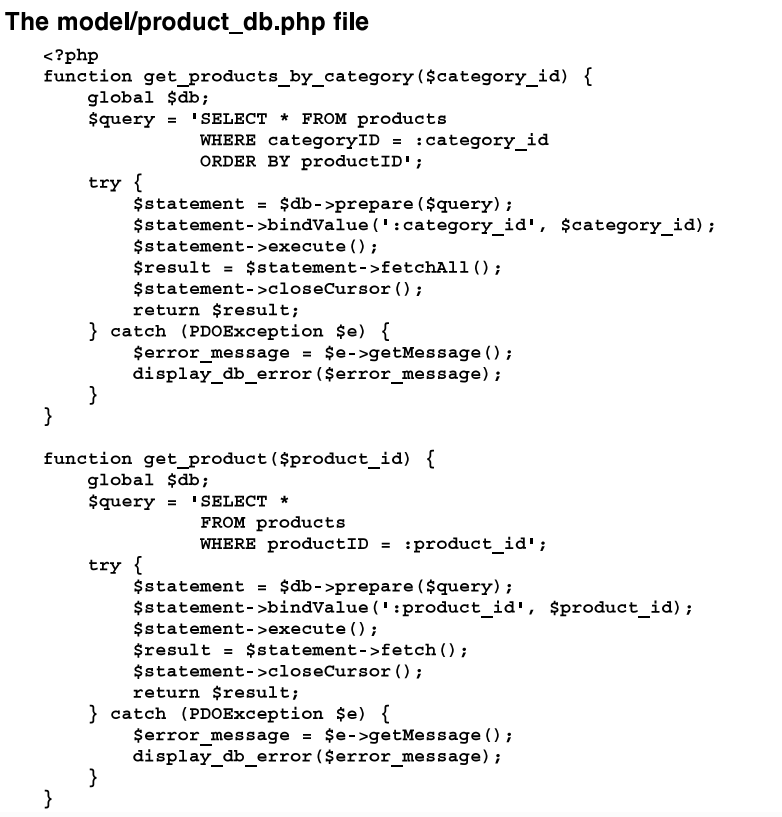 The model/product_db.php file
<?php
function get_products_by_category($category_id) {
    global $db;
    $query = 'SELECT * FROM products
              WHERE categoryID = :category_id
              ORDER BY productID';
    try {
        $statement = $db->prepare($query);
        $statement->bindValue(':category_id', $category_id);
        $statement->execute();
        $result = $statement->fetchAll();
        $statement->closeCursor();
        return $result;
    } catch (PDOException $e) {
        $error_message = $e->getMessage();
        display_db_error($error_message);
    }
}

function get_product($product_id) {
    global $db;
    $query = 'SELECT *
              FROM products
              WHERE productID = :product_id';
    try {
        $statement = $db->prepare($query);
        $statement->bindValue(':product_id', $product_id);
        $statement->execute();
        $result = $statement->fetch();
        $statement->closeCursor();
        return $result;
    } catch (PDOException $e) {
        $error_message = $e->getMessage();
        display_db_error($error_message);
    }
}